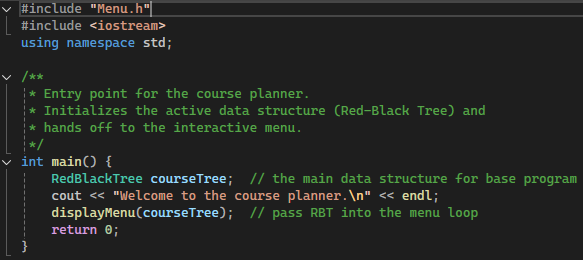 #include "Menu.h"
#include <iostream>
using namespace std;
/**
 * Entry point for the course planner.
 * Initializes the active data structure (Red-Black Tree) and
 * hands off to the interactive menu.
 */
int main() {
    RedBlackTree courseTree;  // the main data structure for base program
    cout << "Welcome to the course planner.\n" << endl;
    displayMenu(courseTree);  // pass RBT into the menu loop
    return 0;
}